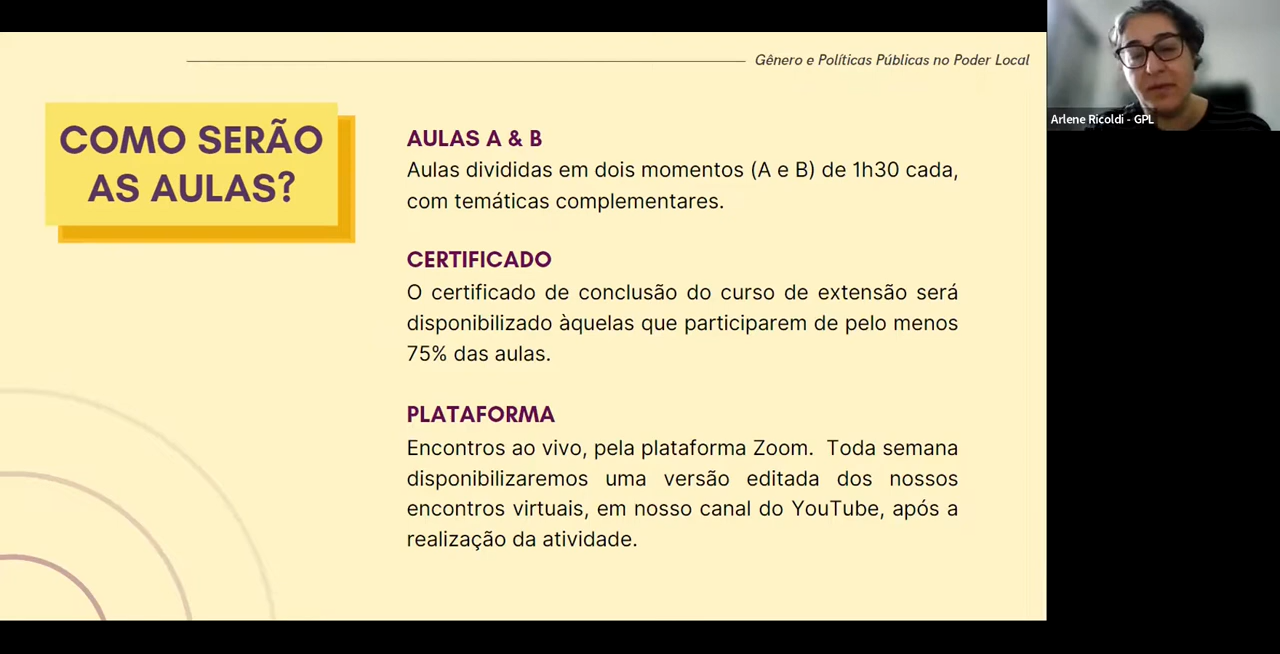 Gênero e Políticas Públicas no Poder Local
COMO SERÃO
AS AULAS?
AULAS A & B
Aulas divididas em dois momentos (A e B) de 1h30 cada,
com temáticas complementares.
CERTIFICADO
O certificado de conclusão do curso de extensão será
disponibilizado àquelas que participarem de pelo menos
75% das aulas.
PLATAFORMA
Encontros ao vivo, pela plataforma Zoom. Toda semana
disponibilizaremos uma versão editada dos nossos
encontros virtuais, em nosso canal do YouTube, após a
realização da atividade.
Arlene Ricoldi - GPL